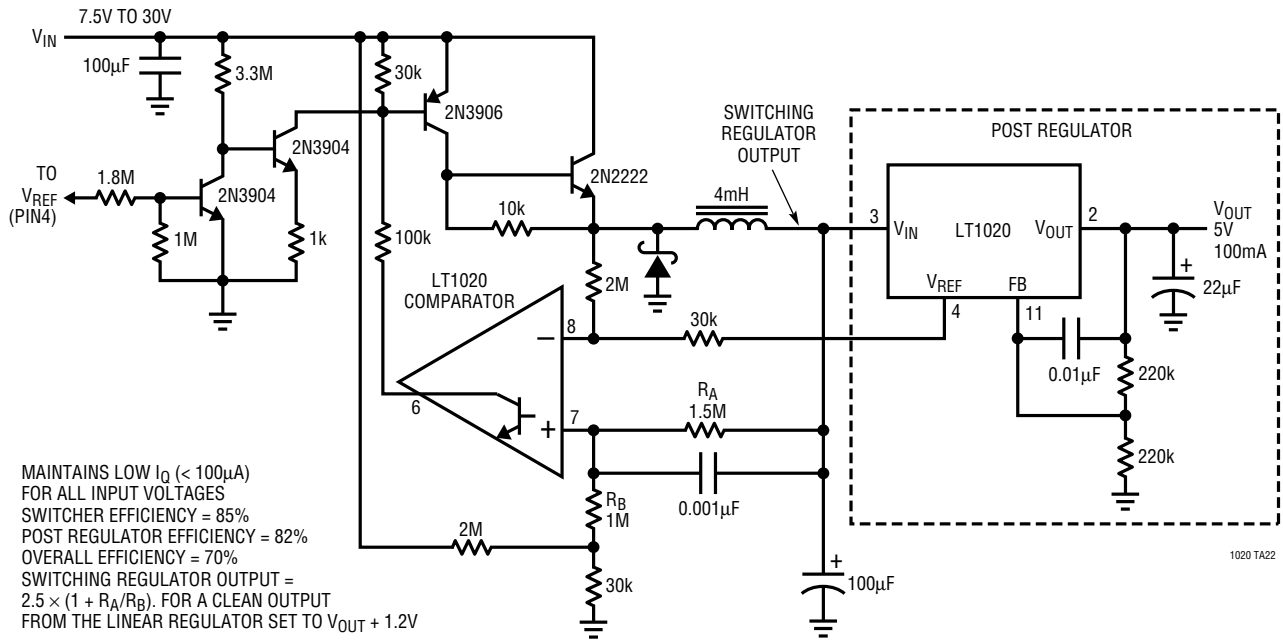 7.5V TO 30V
VIN
100µF
3.3M
30k
2N3906
2N3904
TO
VREF
(PIN4)
1.8M
2N3904
1M
1k
2N2222
10k
100k
SWITCHING
REGULATOR
OUTPUT
4mH
POST REGULATOR
3
VIN
LT1020
VOUT
2
VREF
FB
4
11
VOUT
5V
100mA
+
22µF
0.01µF
220k
220k
LT1020
COMPARATOR
2M
8
−
30k
6
7
+
RA
1.5M
0.001µF
RB
1M
2M
30k
+
100µF
MAINTAINS LOW IQ (< 100µA)
FOR ALL INPUT VOLTAGES
SWITCHER EFFICIENCY = 85%
POST REGULATOR EFFICIENCY = 82%
OVERALL EFFICIENCY = 70%
SWITCHING REGULATOR OUTPUT =
2.5 × (1 + RA/RB). FOR A CLEAN OUTPUT
FROM THE LINEAR REGULATOR SET TO VOUT + 1.2V
1020 TA22